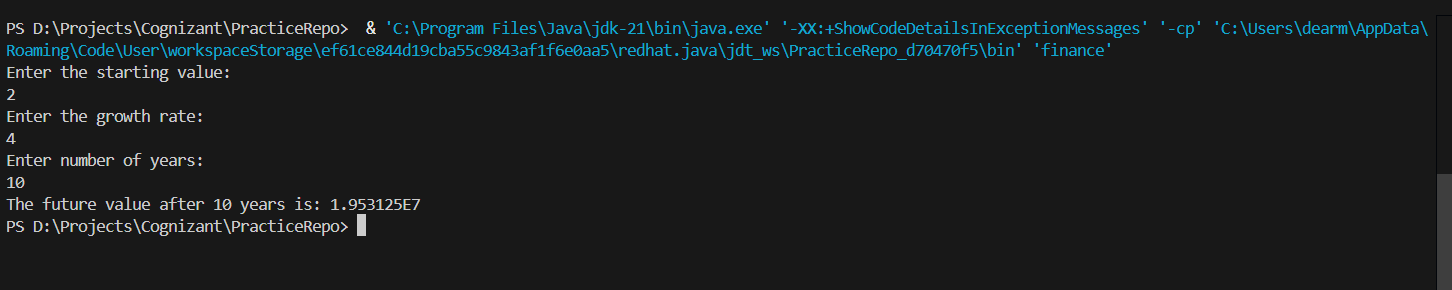 PS D:\Projects\Cognizant\PracticeRepo>  & 'C:\Program Files\Java\jdk-21\bin\java.exe' '-XX:+ShowCodeDetailsInExceptionMessages' '-cp' 'C:\Users\dearm\AppData\
Roaming\Code\User\workspaceStorage\ef61ce844d19cba55c9843af1f6e0aa5\redhat.java\jdt_ws\PracticeRepo_d70470f5\bin' 'finance'
Enter the starting value:
2
Enter the growth rate:
4
Enter number of years:
10
The future value after 10 years is: 1.953125E7
PS D:\Projects\Cognizant\PracticeRepo>